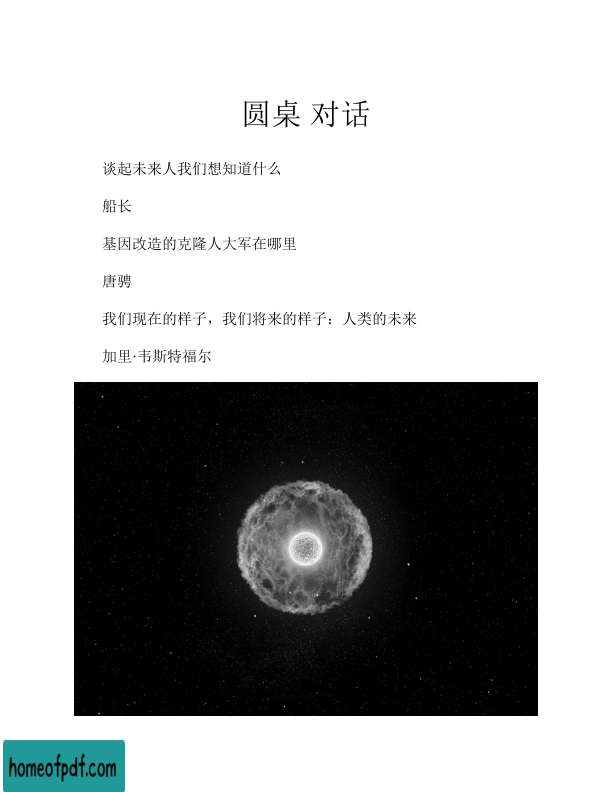 圆桌 对话
谈起未来人我们想知道什么
船长
基因改造的克隆人大军在哪里
唐骋
我们现在的样子，我们将来的样子：人类的未来
加里·韦斯特福尔
homeofpdf.com